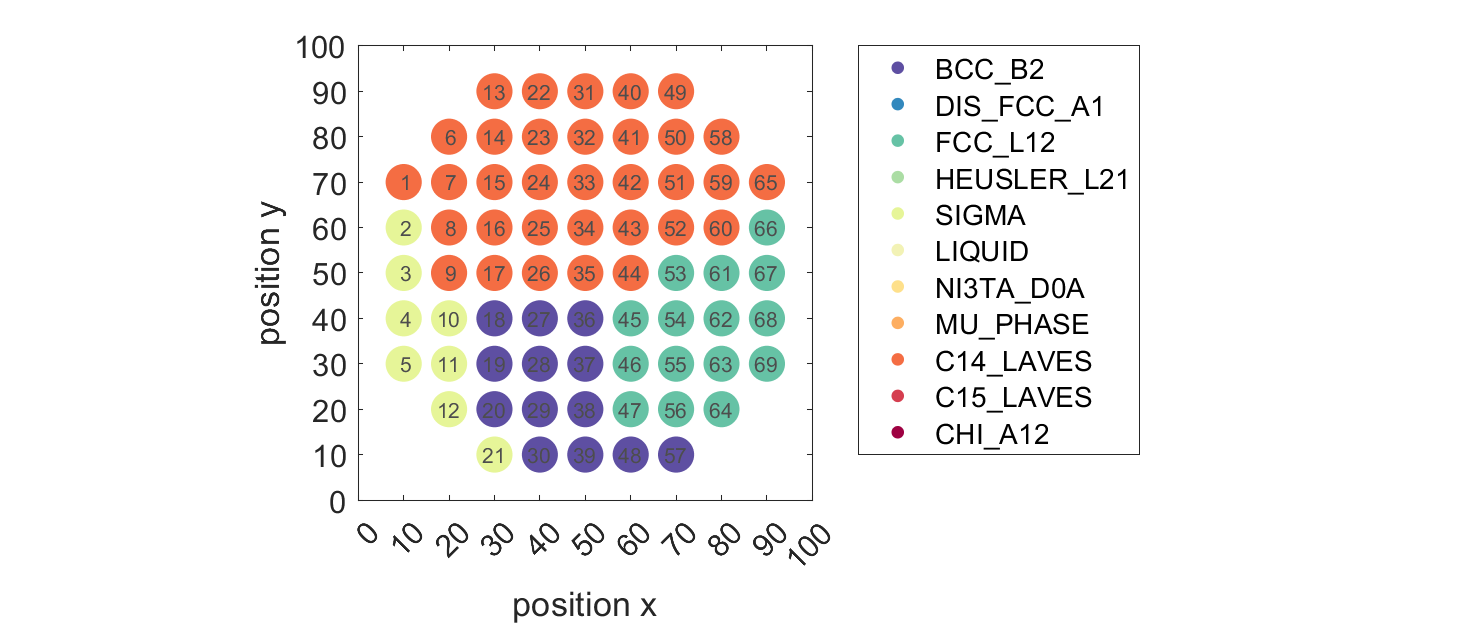 100
90
13 22 31 40 49
80
6 14 23 32 41 50 58
70
1 7 15 24 33 42 51 59 65
60
2 8 16 25 34 43 52 60 66
50
3 9 17 26 35 44 53 61 67
40
4 10 18 27 36 45 54 62 68
30
5 11 19 28 37 46 55 63 69
20
12 20 29 38 47 56 64
10
21 30 39 48 57
0
0 10 20 30 40 50 60 70 80 90 100
position x
position y
BCC_B2
DIS_FCC_A1
FCC_L12
HEUSLER_L21
SIGMA
LIQUID
NI3TA_D0A
MU_PHASE
C14_LAVES
C15_LAVES
CHI_A12